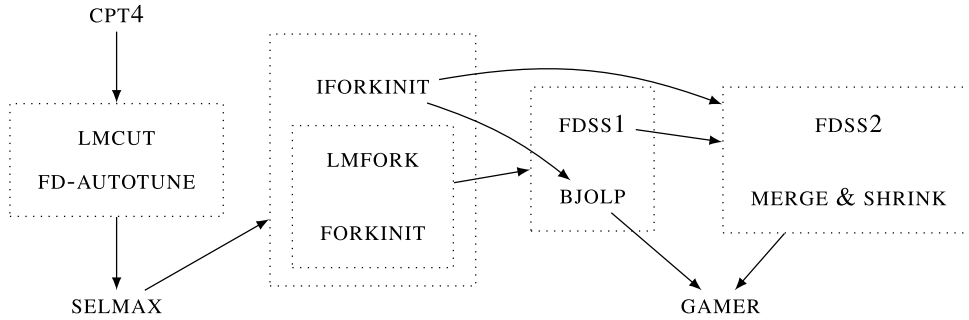 CPT4
LMCUT
FD-AUTOTUNE
SELMAX
IFORKINIT
LMFORK
FORKINIT
FDSS1
BJOLP
FDSS2
MERGE & SHRINK
GAMER